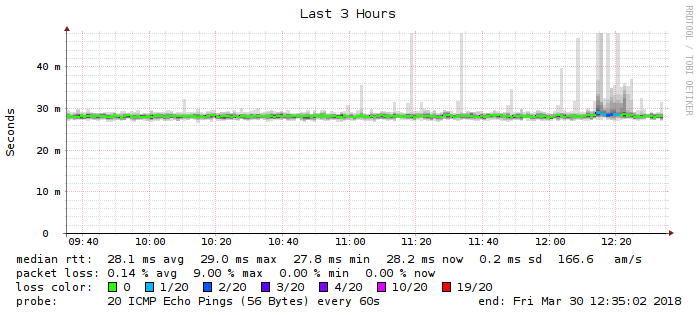 Last 3 Hours
RRDTOOL / TOBI OETIKER
Seconds
40 m
30 m
20 m
10 m
0
09:40 10:00 10:20 10:40 11:00 11:20 11:40 12:00 12:20
median rtt: 28.1 ms avg 29.0 ms max 27.8 ms min 28.2 ms now 0.2 ms sd 166.6 am/s
packet loss: 0.14 % avg 9.00 % max 0.00 % min 0.00 % now
loss color: 0 1/20 2/20 3/20 4/20 10/20 19/20
probe: 20 ICMP Echo Pings (56 Bytes) every 60s end: Fri Mar 30 12:35:02 2018